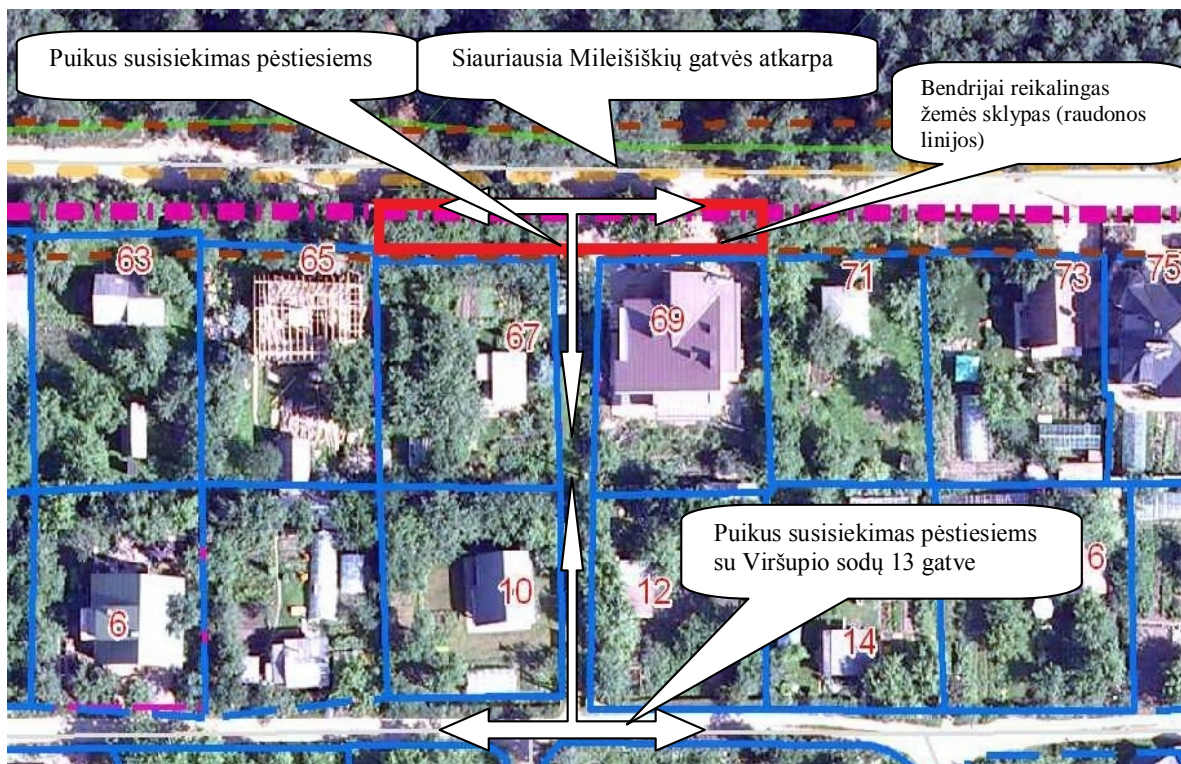 Puikus susisiekimas pėstiesiems
Siauriausia Mileišiškių gatvės atkarpa
Bendrijai reikalingas
žemės sklypas (raudonos
linijos)
63
65
67
69
71
73
75
Puikus susisiekimas pėstiesiems
su Viršupio sodų 13 gatve
6
10
12
14
6